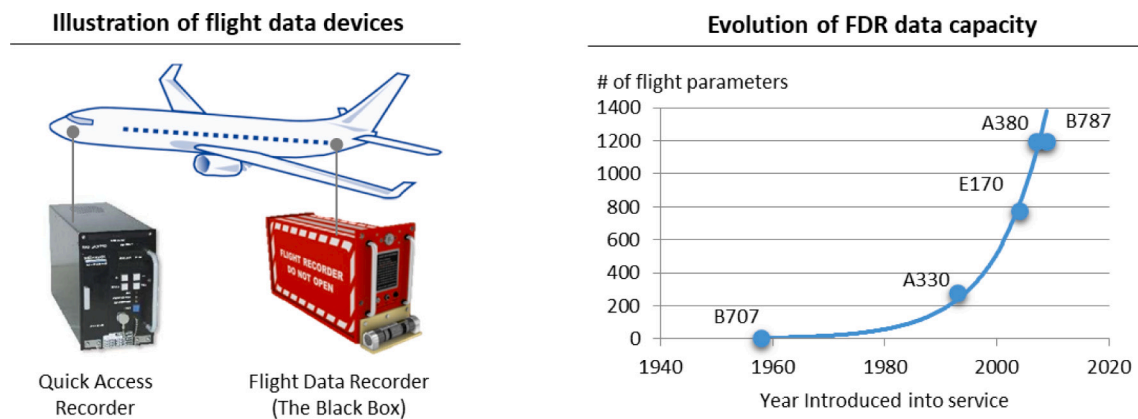 Illustration of flight data devices
FLIGHT RECORDER
DO NOT OPEN
Quick Access
Recorder
Flight Data Recorder
(The Black Box)
Evolution of FDR data capacity
# of flight parameters
1400
1200
1000
800
600
400
200
0
B707
A330
E170
A380
B787
1940
1960
1980
2000
2020
Year Introduced into service